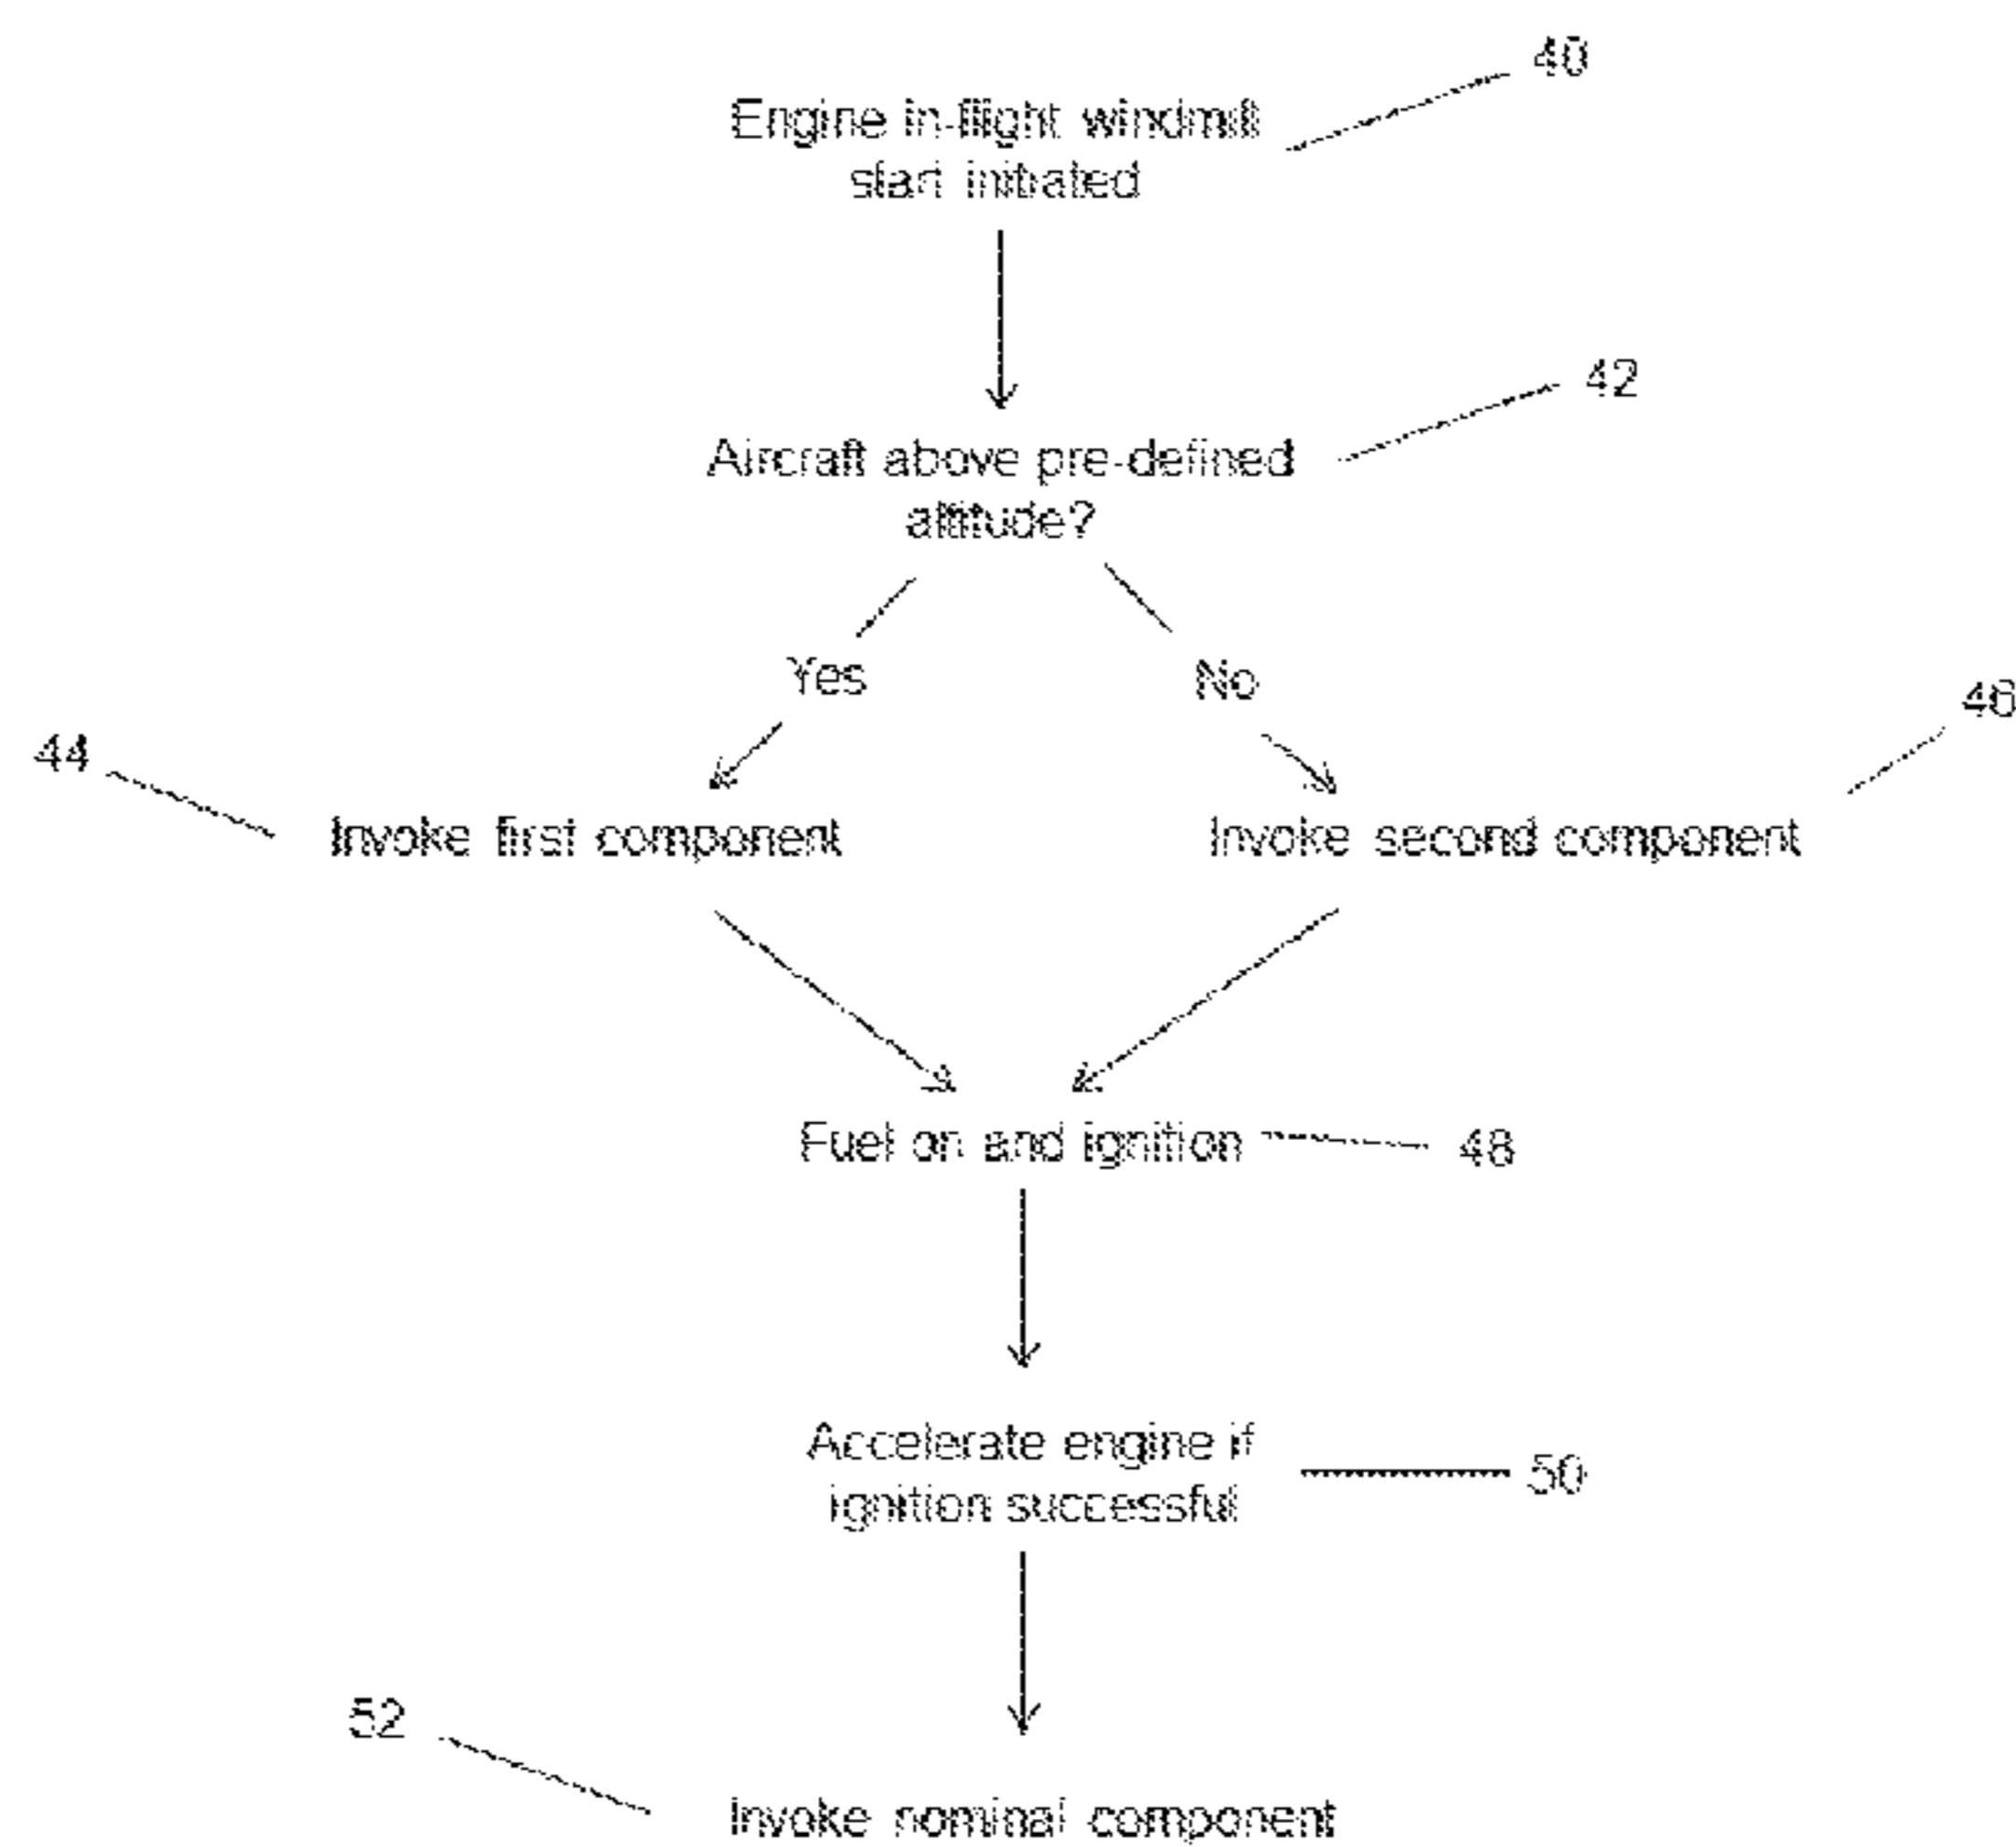 40
Engine in-flight windmill
start initiated
42
Aircraft above pre-defined
altitude?
Yes
No
46
44
Invoke first component
Invoke second component
Fuel on and ignition
48
Accelerate engine if
ignition successful
50
52
Invoke nominal component